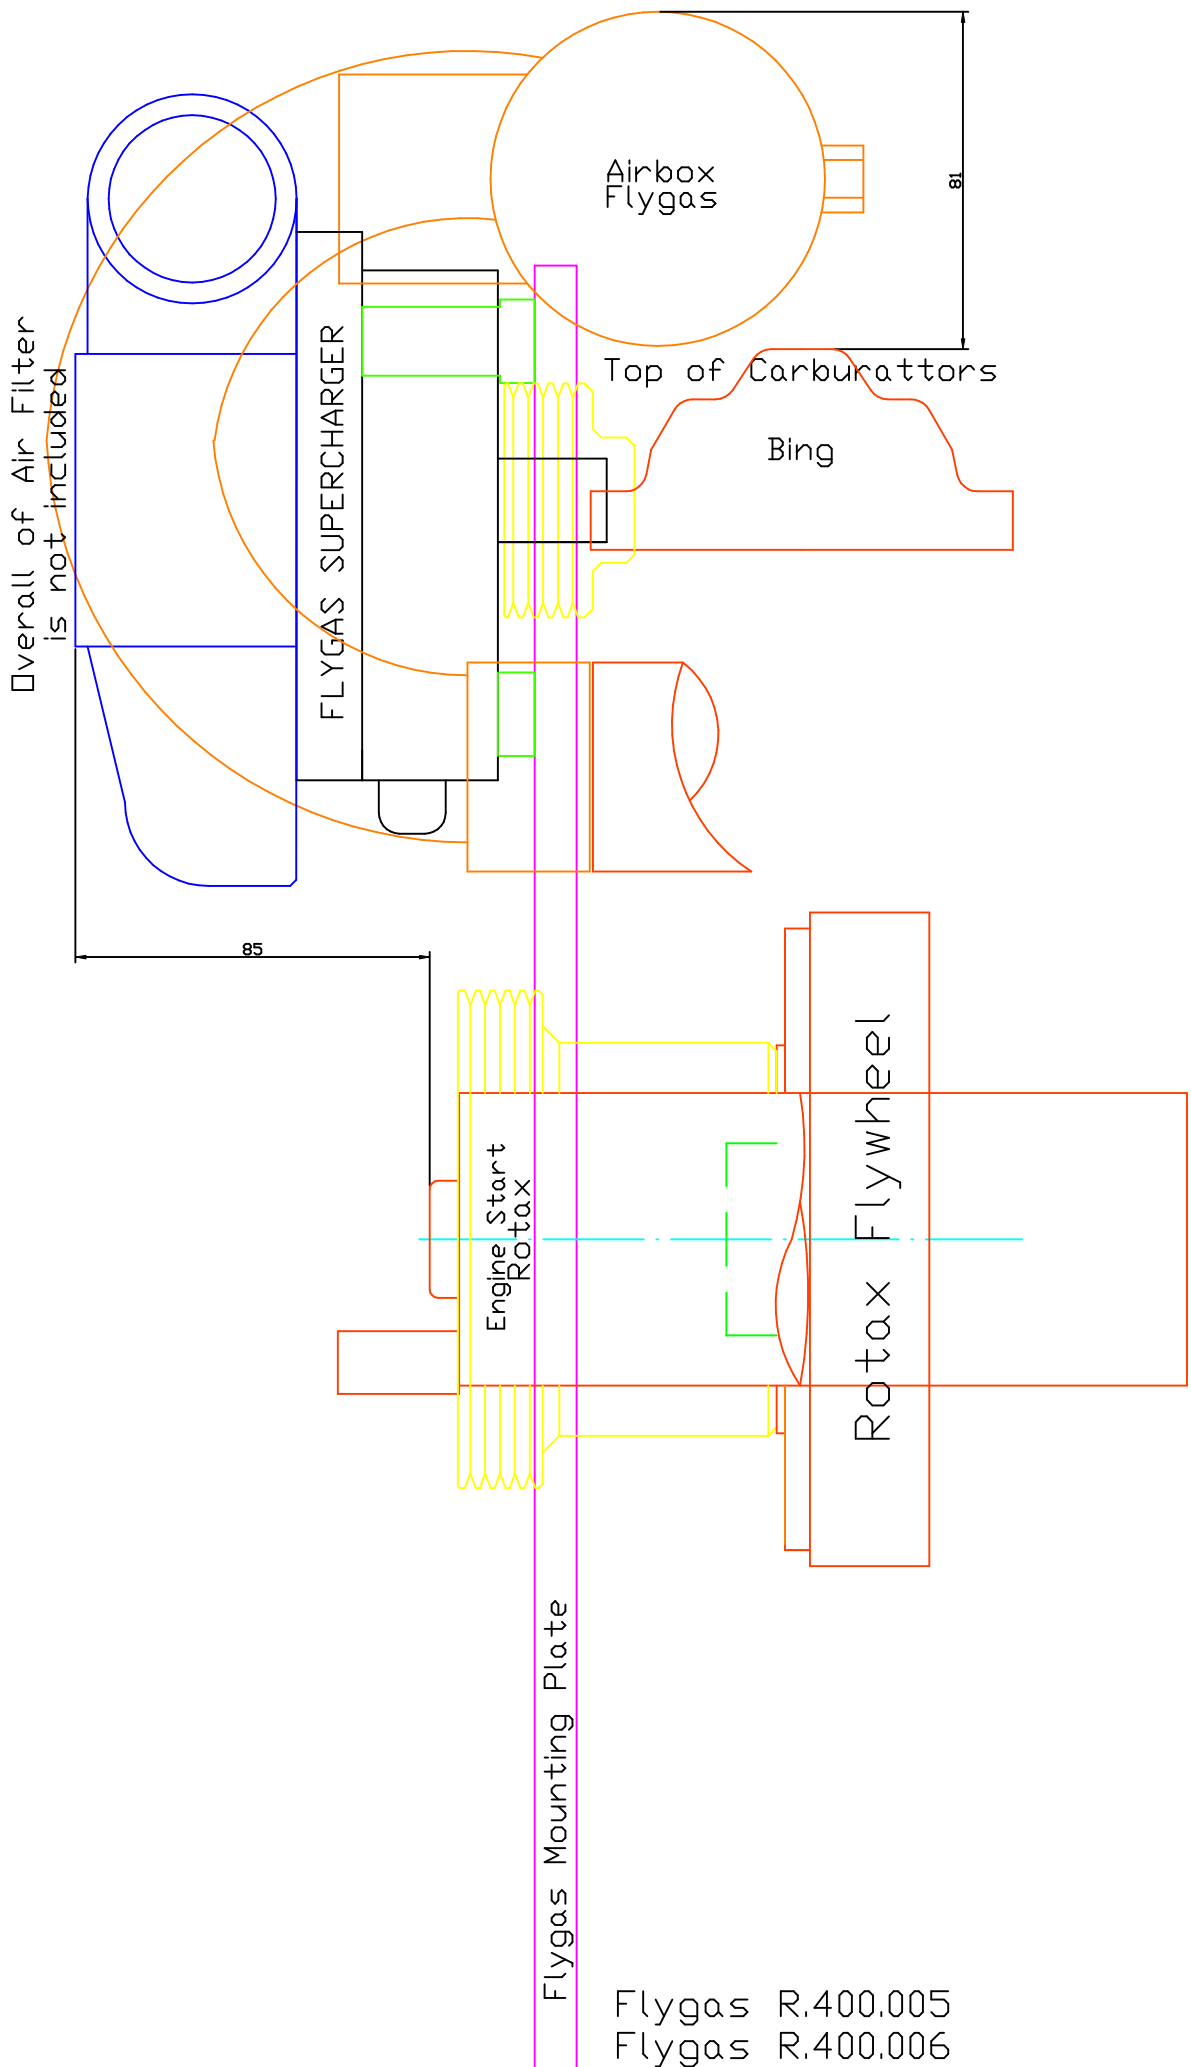 Airbox
Flygas
81
Top of Carburattors
Bing
Overall of Air Filter
is not included
FLYGAS SUPERCHARGER
85
Engine Start
Rotax
Rotax Flywheel
Flygas Mounting Plate
Flygas R.400.005
Flygas R.400.006